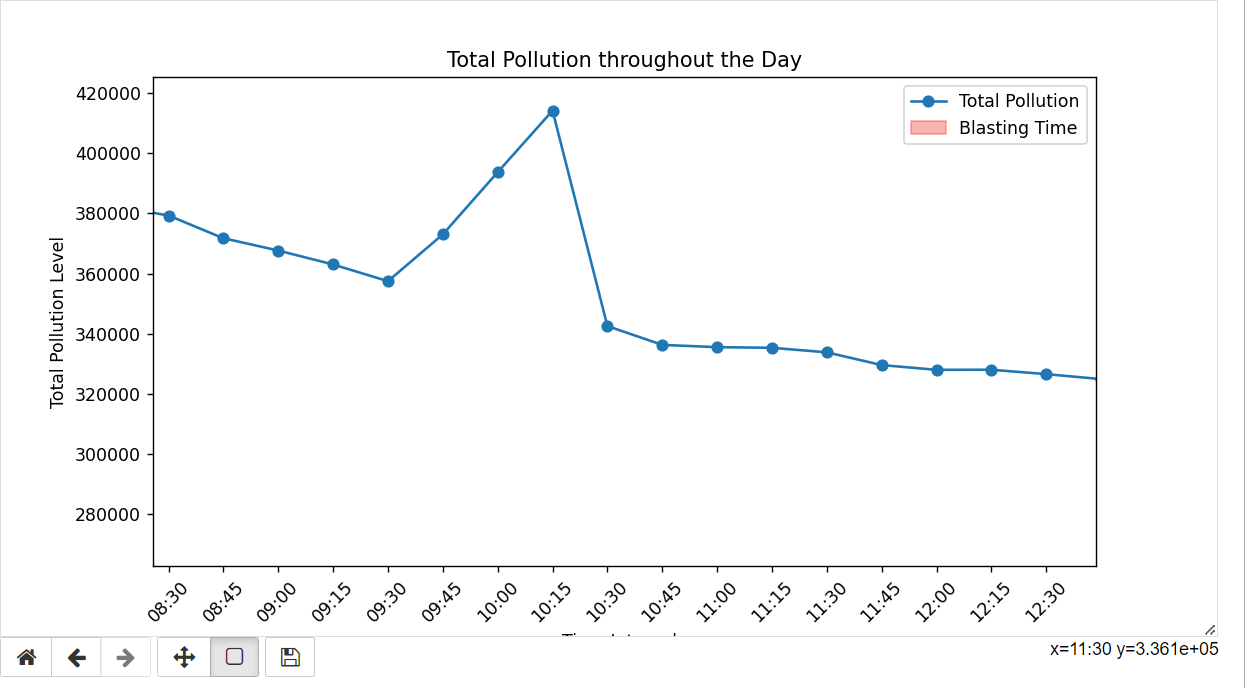 Total Pollution throughout the Day
Total Pollution
Blasting Time
420000
400000
380000
360000
340000
320000
300000
280000
Total Pollution Level
08:30 08:45 09:00 09:15 09:30 09:45 10:00 10:15 10:30 10:45 11:00 11:15 11:30 11:45 12:00 12:15 12:30
x=11:30 y=3.361e+05